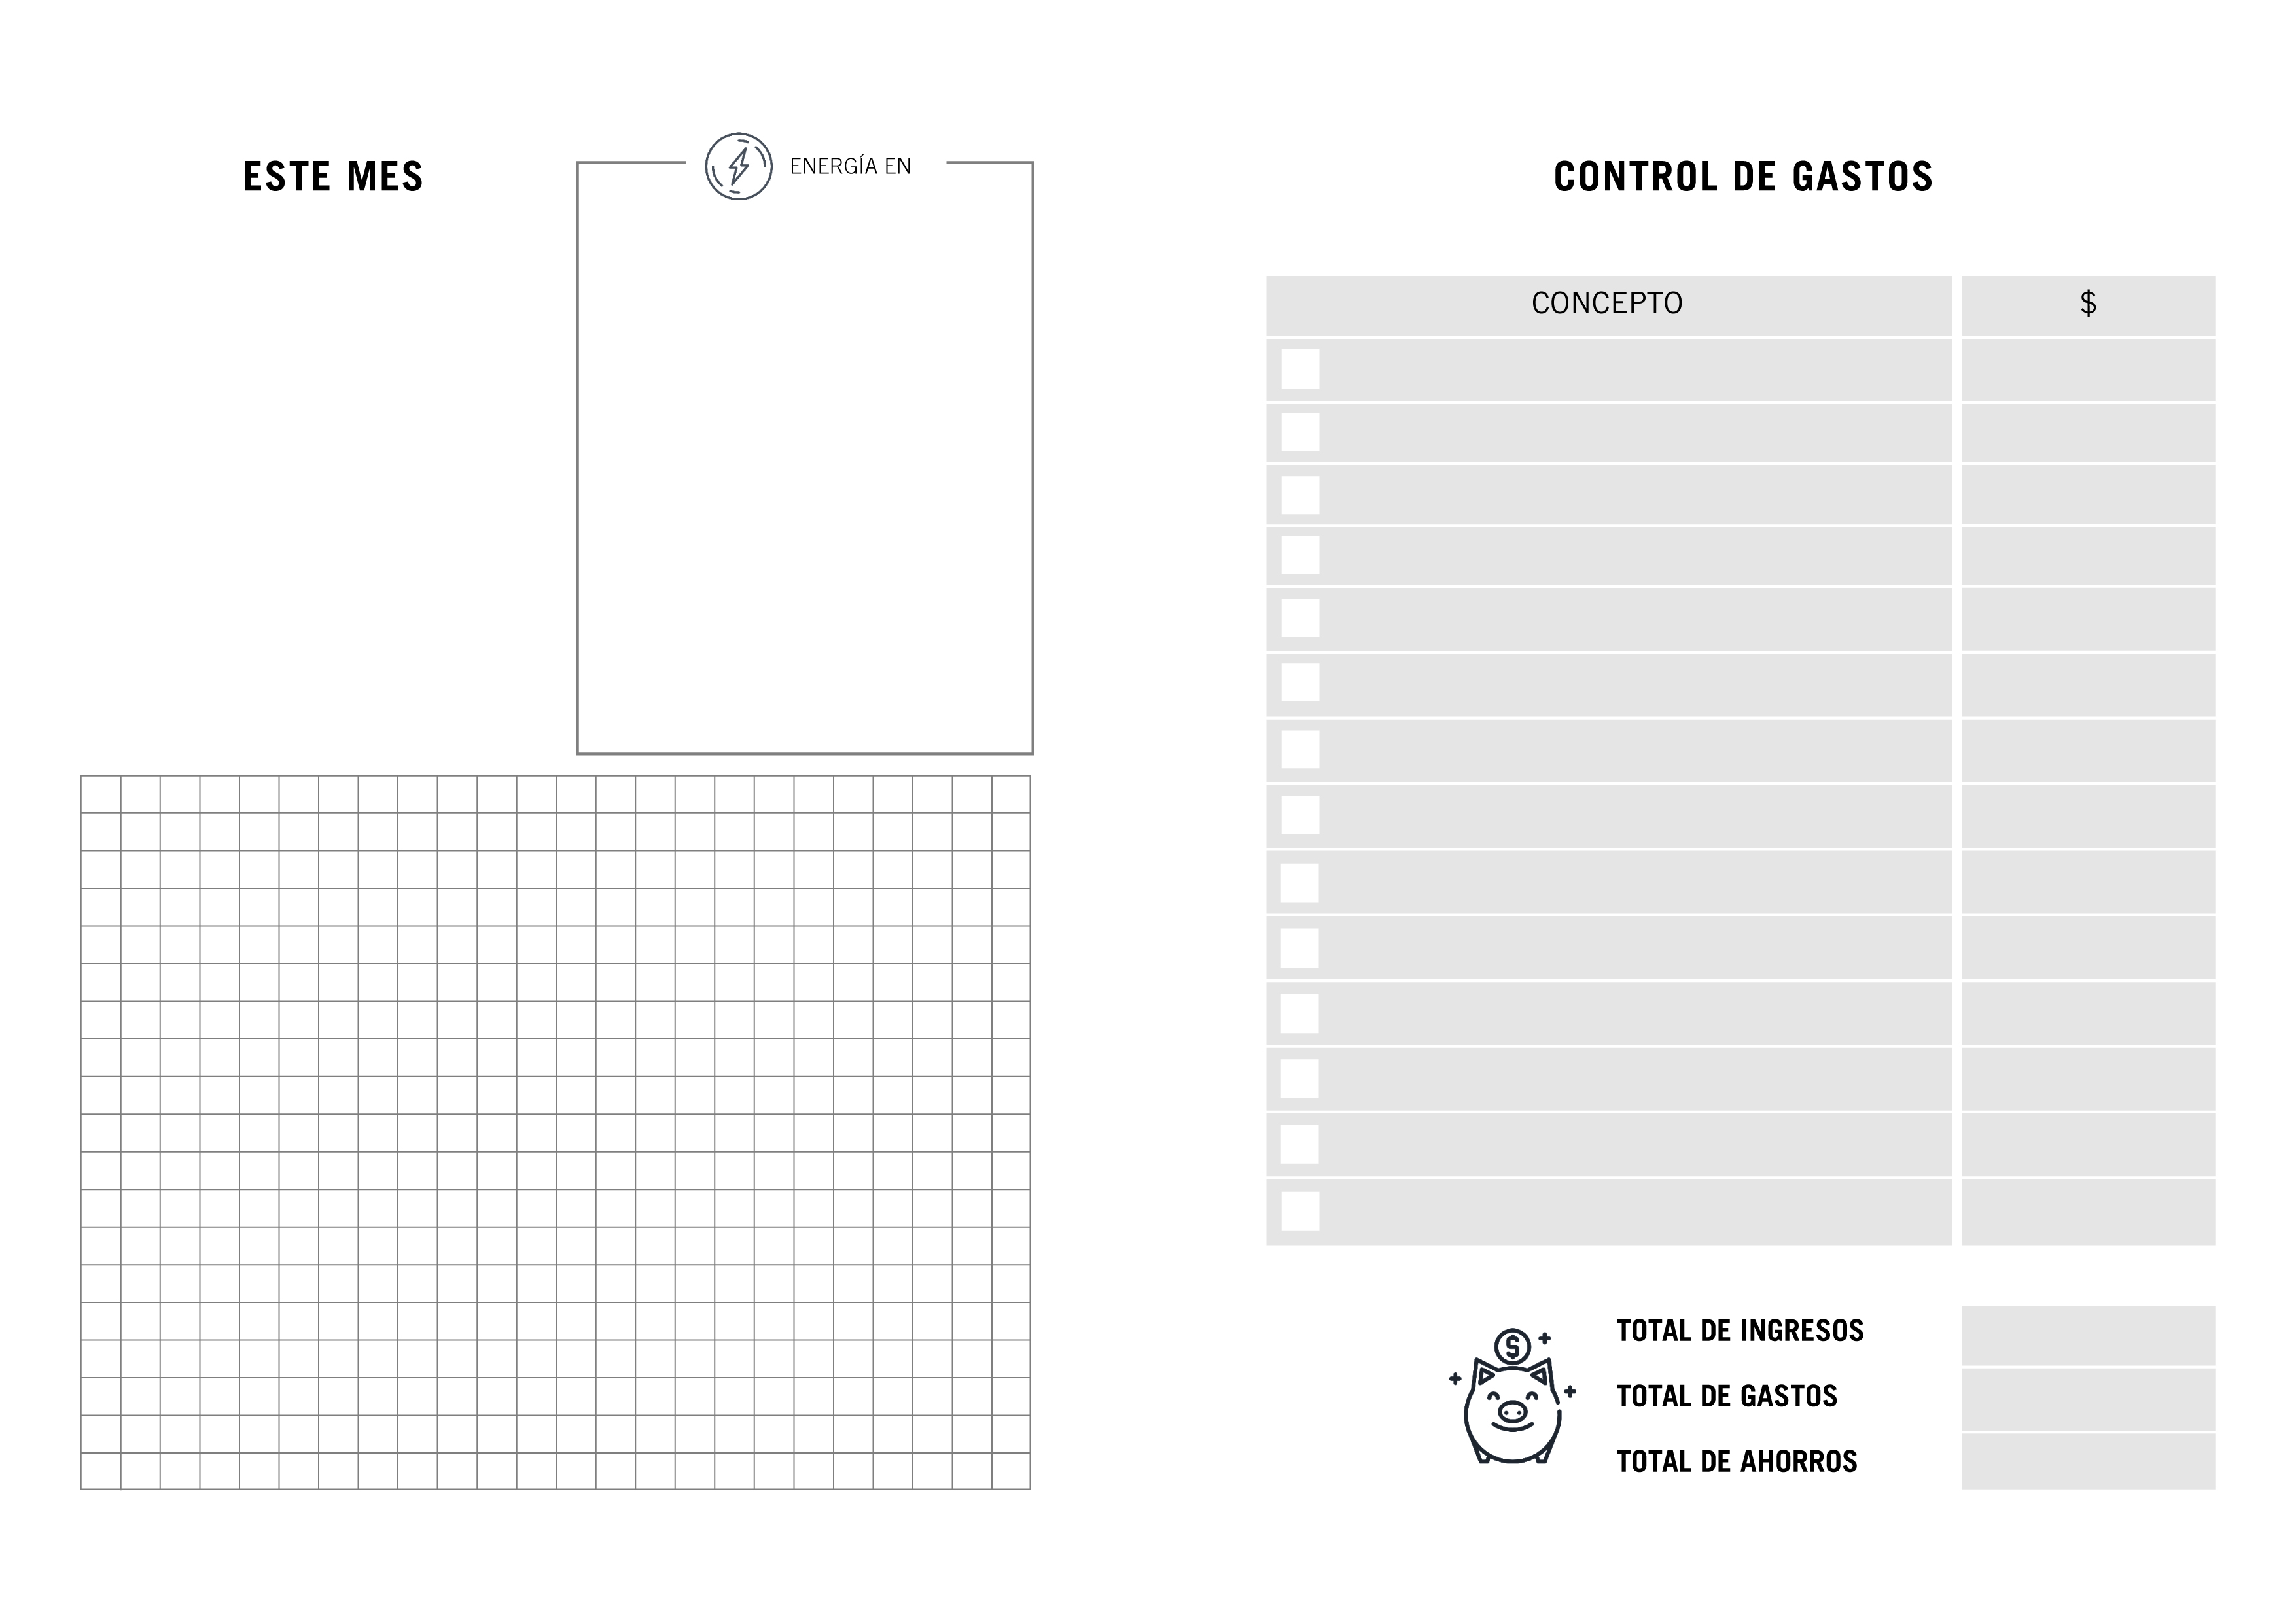 ESTE MES
ENERGÍA EN
CONTROL DE GASTOS
CONCEPTO
$
$
TOTAL DE INGRESOS
TOTAL DE GASTOS
TOTAL DE AHORROS